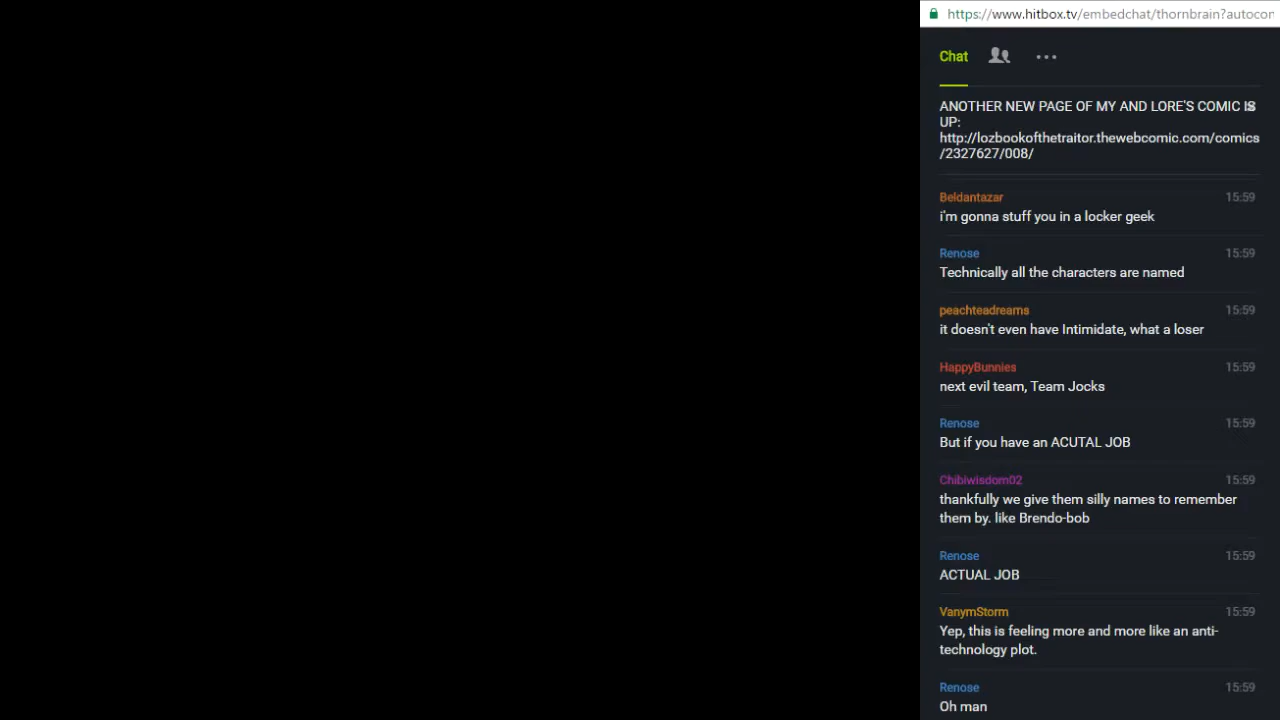 https://www.hitbox.tv/embedchat/thornbrain?autocon
Chat
ANOTHER NEW PAGE OF MY AND LORE'S COMIC IS
UP:
http://lozbookofthetraitor.thewebcomic.com/comics
/2327627/008/
Beldantazar 15:59
i'm gonna stuff you in a locker geek
Renose 15:59
Technically all the characters are named
peachteadreams 15:59
it doesn't even have Intimidate, what a loser
HappyBunnies 15:59
next evil team, Team Jocks
Renose 15:59
But if you have an ACUTAL JOB
Chibiwisdom02 15:59
thankfully we give them silly names to remember
them by. like Brendo-bob
Renose 15:59
ACTUAL JOB
VanymStorm 15:59
Yep, this is feeling more and more like an anti-
technology plot.
Renose 15:59
Oh man